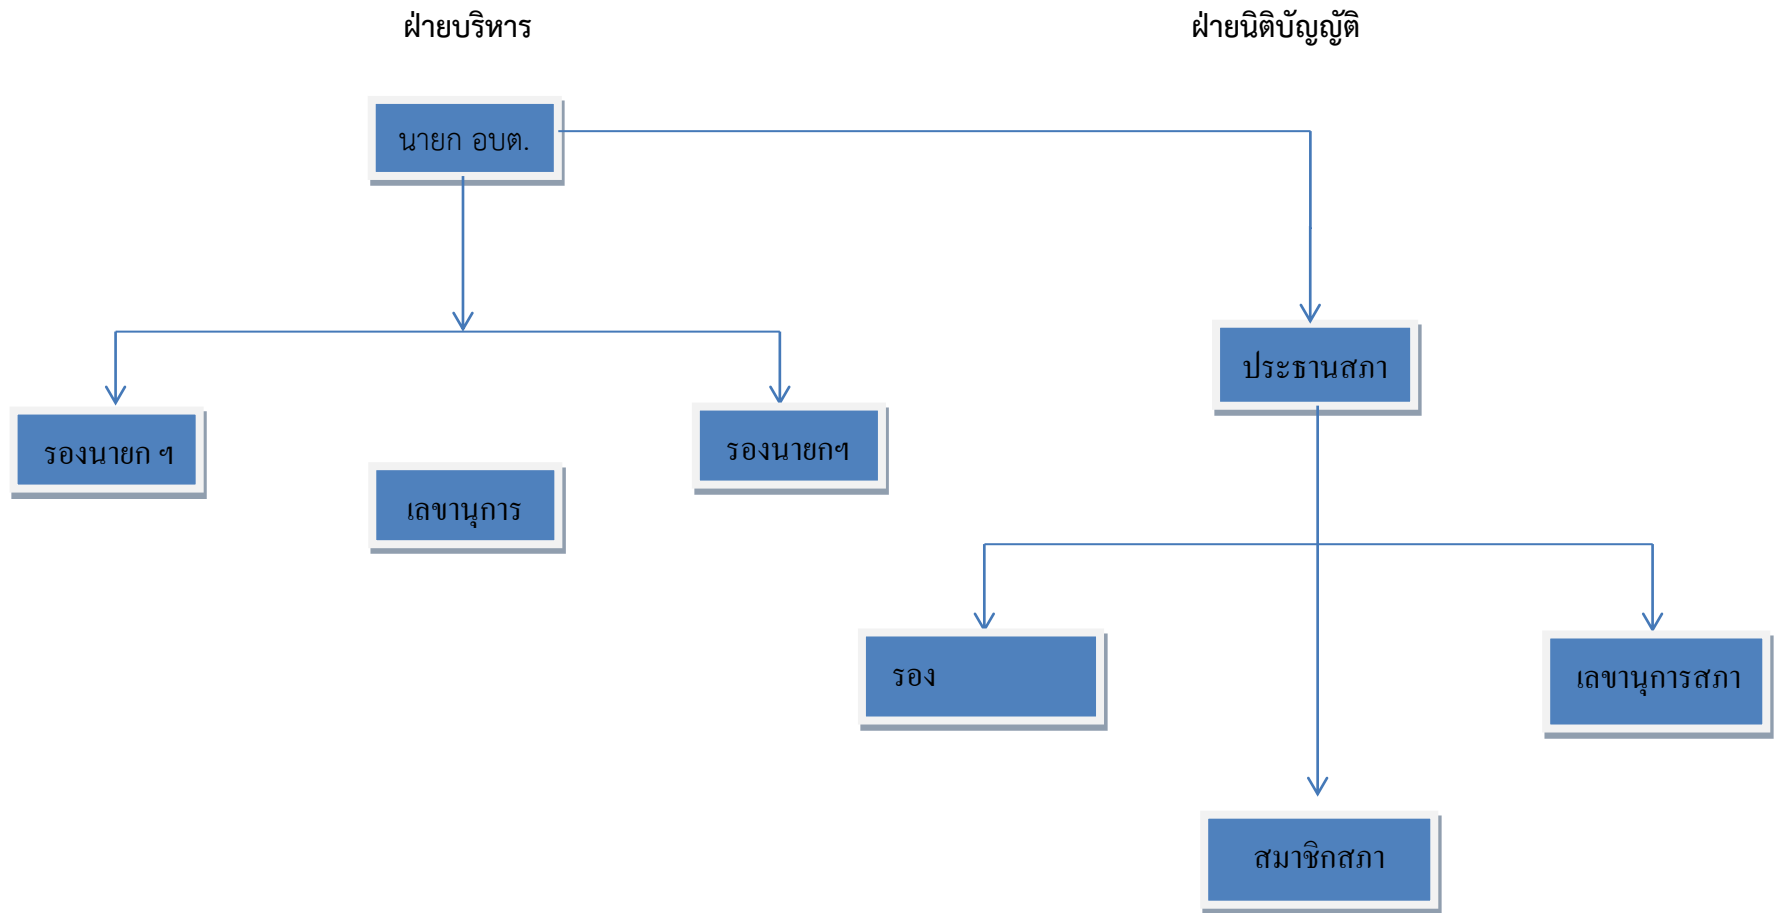 ฝ่ายบริหาร
ฝ่ายนิติบัญญัติ
นายก อบต.
ประธานสภา
รองนายก ฯ
รองนายกฯ
เลขานุการ
รอง
เลขานุการสภา
สมาชิกสภา